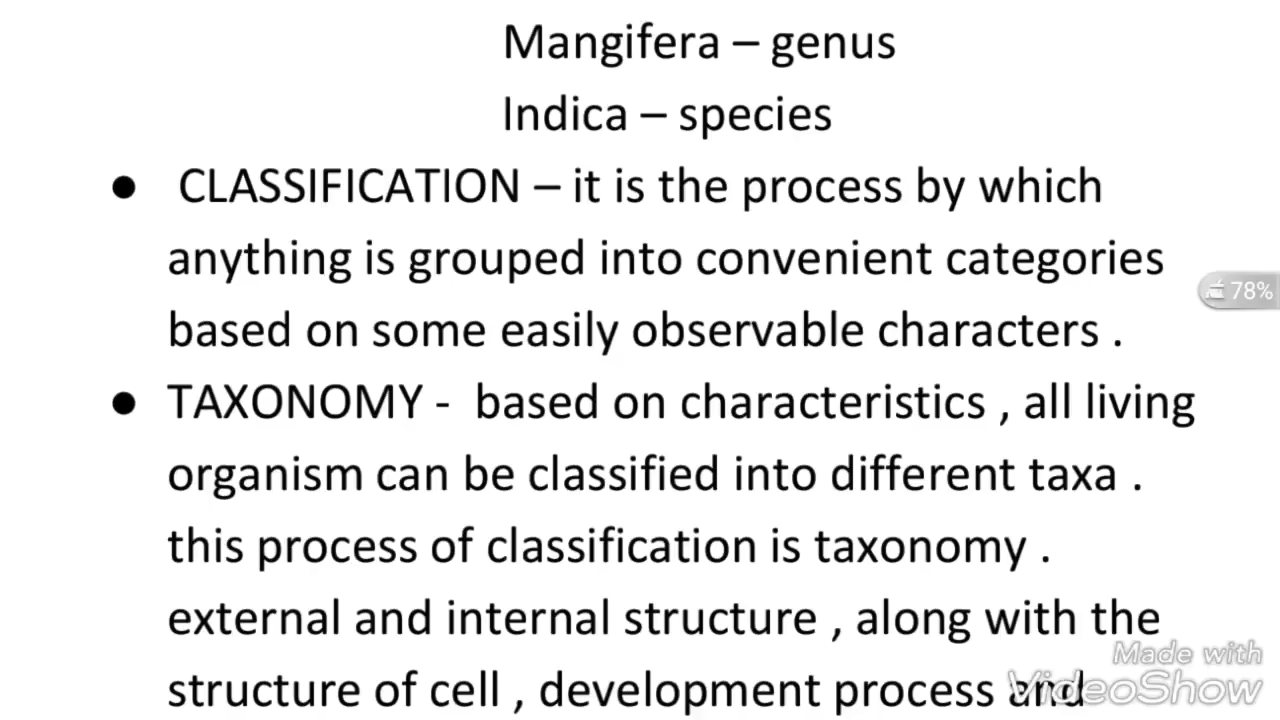 Mangifera – genus
Indica – species
● CLASSIFICATION – it is the process by which
anything is grouped into convenient categories
based on some easily observable characters .
● TAXONOMY - based on characteristics , all living
organism can be classified into different taxa .
this process of classification is taxonomy .
external and internal structure , along with the
structure of cell , development process and
78%
Made with
VideoShow